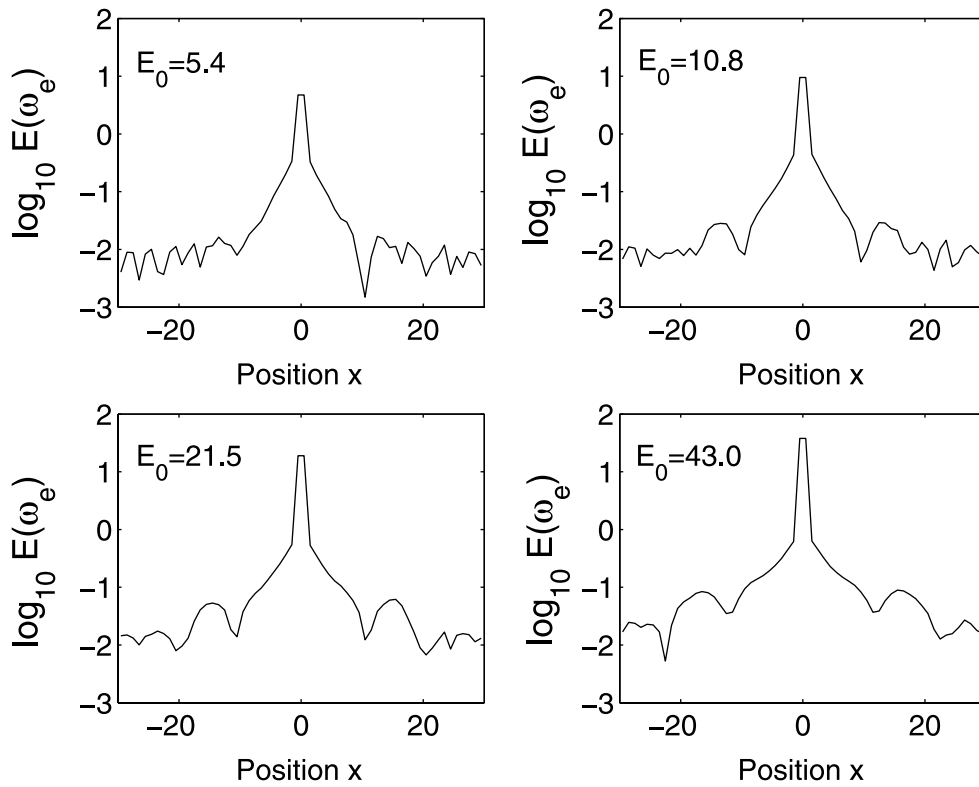 2
1
0
−1
−2
−3
E₀=5.4
log₁₀ E(ωₑ)
−20 0 20
Position x
2
1
0
−1
−2
−3
E₀=10.8
log₁₀ E(ωₑ)
−20 0 20
Position x
2
1
0
−1
−2
−3
E₀=21.5
log₁₀ E(ωₑ)
−20 0 20
Position x
2
1
0
−1
−2
−3
E₀=43.0
log₁₀ E(ωₑ)
−20 0 20
Position x